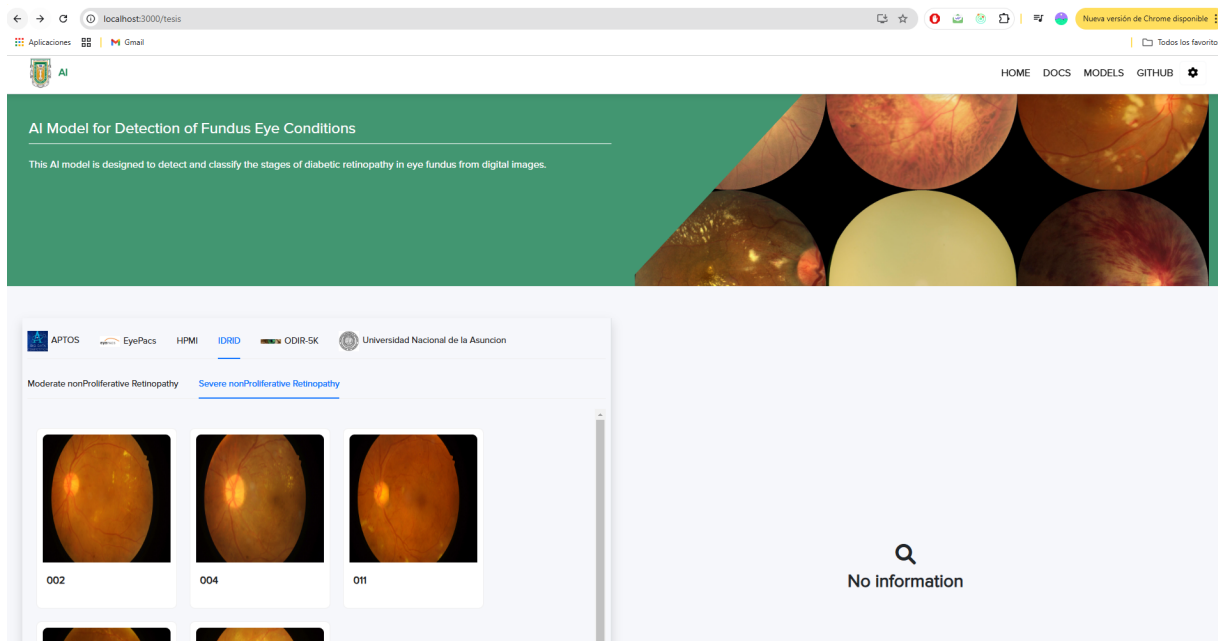 localhost:3000/tesis
Nueva versión de Chrome disponible
Aplicaciones
Gmail
Todos los favorito
AI
HOME DOCS MODELS GITHUB
AI Model for Detection of Fundus Eye Conditions
This AI model is designed to detect and classify the stages of diabetic retinopathy in eye fundus from digital images.
APTOS EyePacs HPMI IDRID ODIR-5K Universidad Nacional de la Asuncion
Moderate nonProliferative Retinopathy Severe nonProliferative Retinopathy
002 004 011
No information